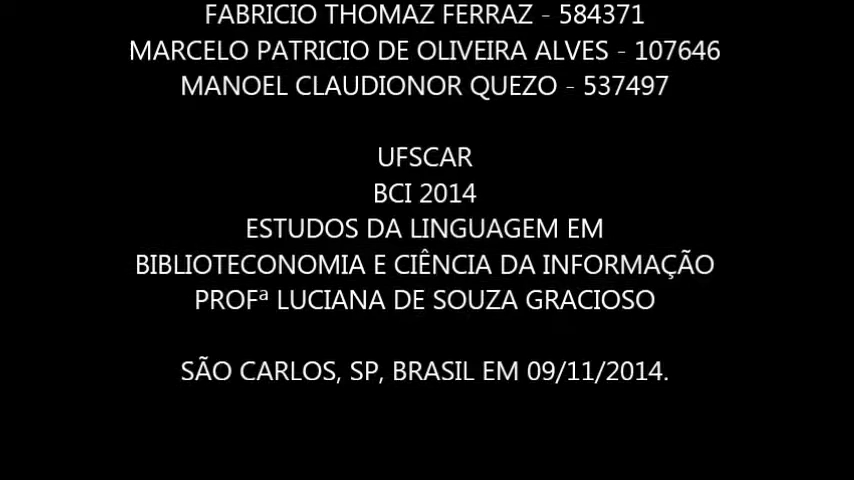 FABRICIO THOMAZ FERRAZ - 584371
MARCELO PATRICIO DE OLIVEIRA ALVES - 107646
MANOEL CLAUDIONOR QUEZO - 537497
UFSCAR
BCI 2014
ESTUDOS DA LINGUAGEM EM
BIBLIOTECONOMIA E CIÊNCIA DA INFORMAÇÃO
PROFª LUCIANA DE SOUZA GRACIOSO
SÃO CARLOS, SP, BRASIL EM 09/11/2014.